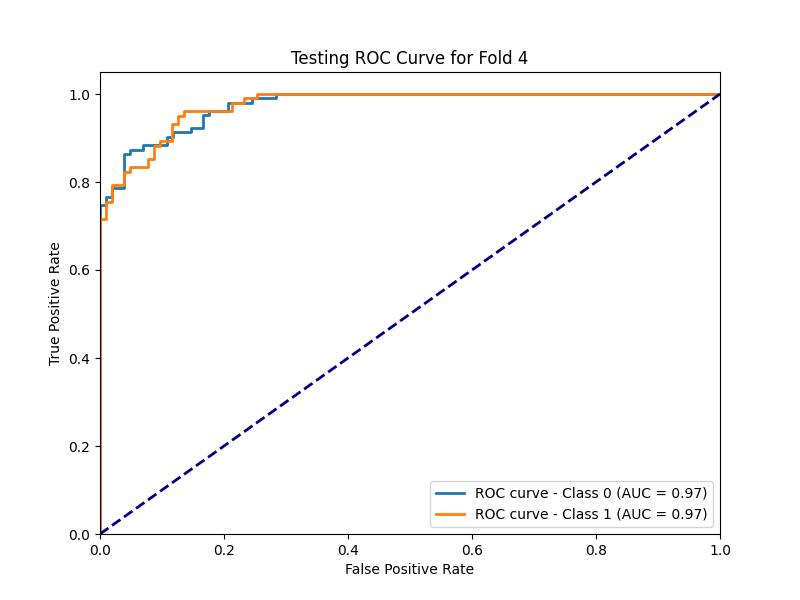 Testing ROC Curve for Fold 4
True Positive Rate
1.0
0.8
0.6
0.4
0.2
0.0
0.0 0.2 0.4 0.6 0.8 1.0
False Positive Rate
ROC curve - Class 0 (AUC = 0.97)
ROC curve - Class 1 (AUC = 0.97)